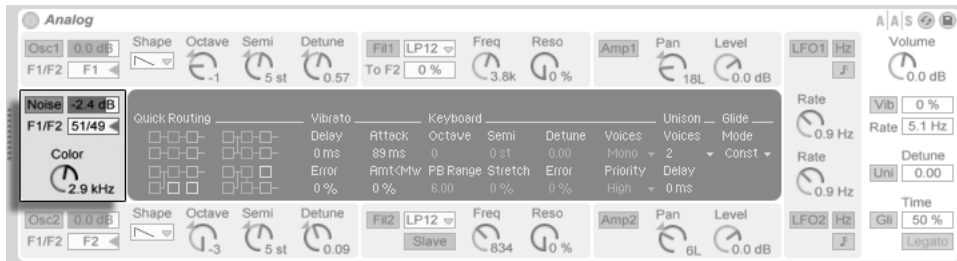 Analog
A|A|S
Osc1 0.0 dB Shape Octave Semi Detune
F1/F2 F1 -1 5 st 0.57
Fil1 LP12 Freq Reso
To F2 0 % 3.8k 0 %
Amp1 Pan Level
18L 0.0 dB
LFO1 Hz
Volume
0.0 dB
Noise -2.4 dB
F1/F2 51/49
Color
2.9 kHz
Quick Routing Vibrato Keyboard Unison Glide
Delay Attack Octave Semi Detune Voices Voices Mode
0 ms 89 ms 0 0 st 0.00 Mono 2 Const
Error Amt<Mw PB Range Stretch Error Priority Delay
0 % 0 % 6.00 0 % 0 % High 0 ms
Rate
0.9 Hz
Rate
0.9 Hz
Vib 0 %
Rate 5.1 Hz
Detune
Uni 0.00
Osc2 0.0 dB Shape Octave Semi Detune
F1/F2 F2 -3 5 st 0.09
Fil2 LP12 Freq Reso
Slave 834 0 %
Amp2 Pan Level
6L 0.0 dB
LFO2 Hz
Time
Gli 50 %
Legato